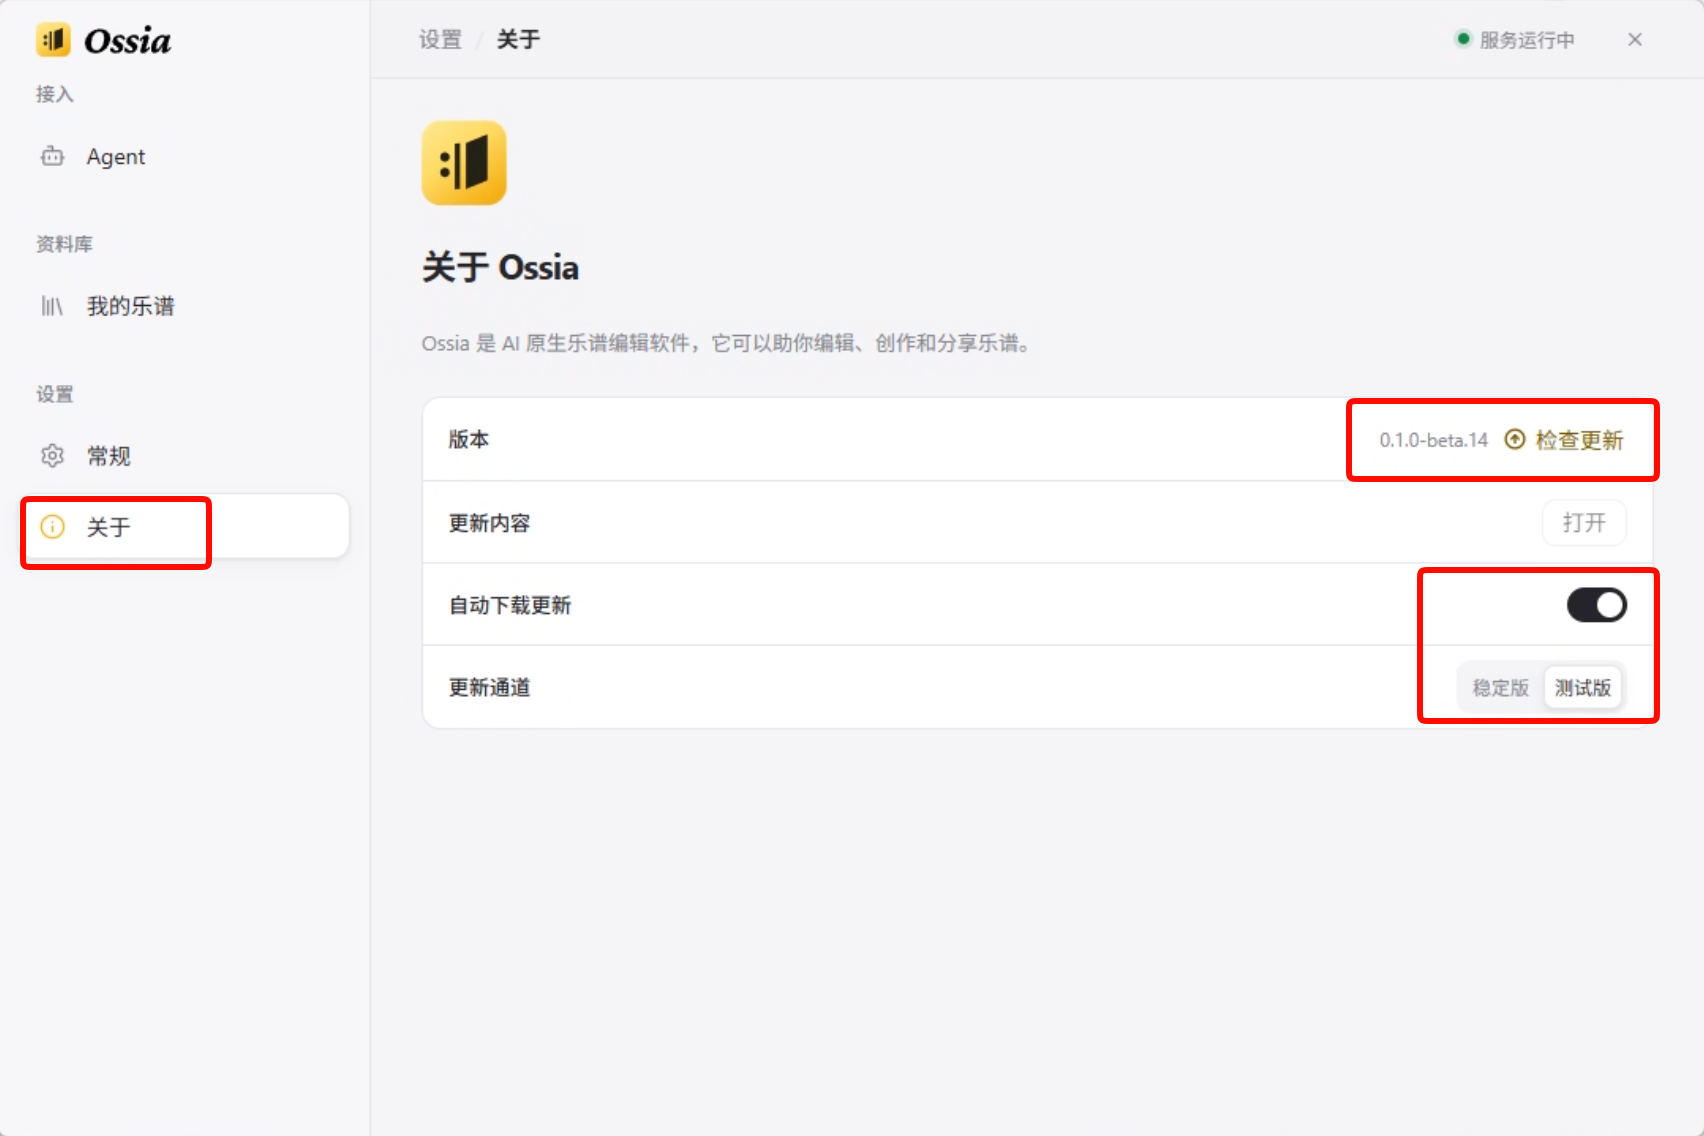 Ossia
接入
Agent
资料库
我的乐谱
设置
常规
关于
设置 / 关于
服务运行中
关于 Ossia
Ossia 是 AI 原生乐谱编辑软件，它可以助你编辑、创作和分享乐谱。
版本
0.1.0-beta.14 检查更新
更新内容
打开
自动下载更新
更新通道
稳定版 测试版